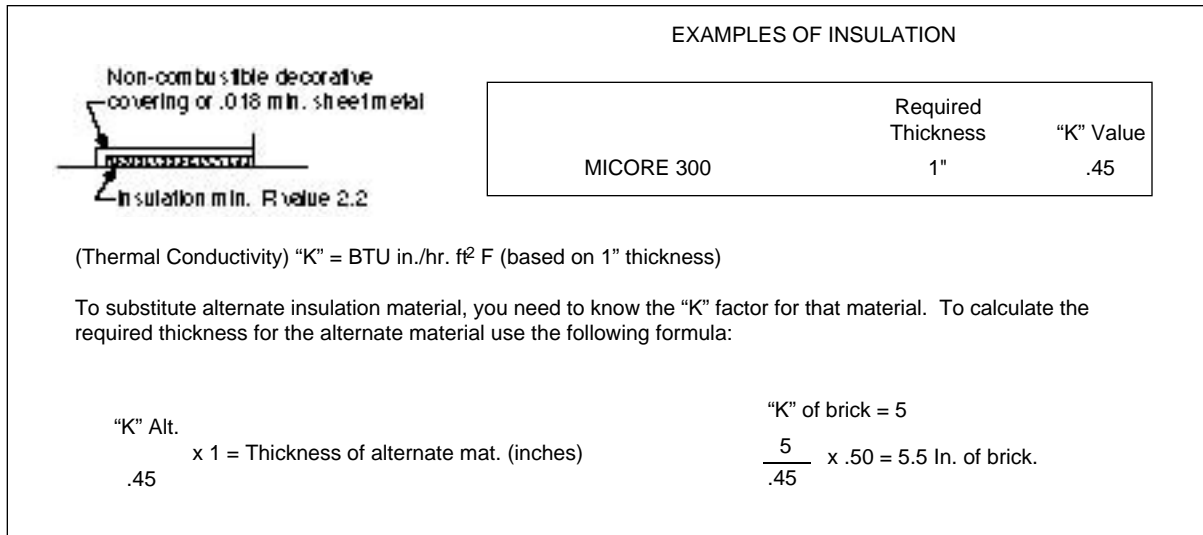 EXAMPLES OF INSULATION
Non-combustible decorative
covering or .018 min. sheet metal
Insulation min. R value 2.2
Required
Thickness "K" Value
MICORE 300 1" .45
(Thermal Conductivity) “K” = BTU in./hr. ft² F (based on 1” thickness)
To substitute alternate insulation material, you need to know the “K” factor for that material. To calculate the
required thickness for the alternate material use the following formula:
“K” Alt.
x 1 = Thickness of alternate mat. (inches)
.45
“K” of brick = 5
5
x .50 = 5.5 In. of brick.
.45